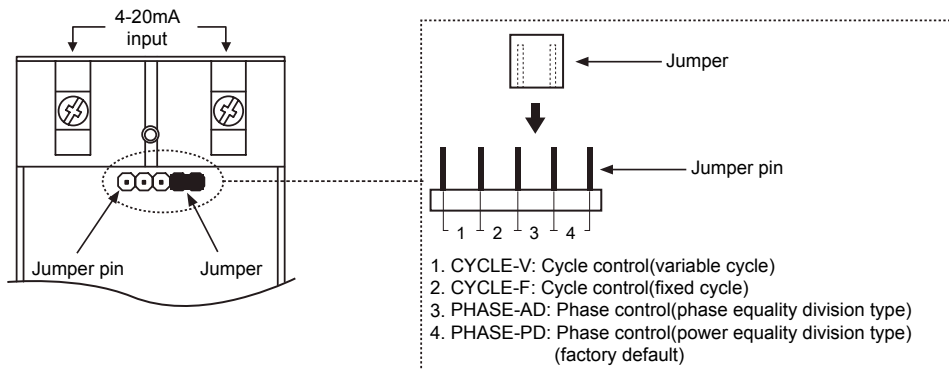 4-20mA
input
Jumper pin
Jumper
Jumper
Jumper pin
1 2 3 4
1. CYCLE-V: Cycle control(variable cycle)
2. CYCLE-F: Cycle control(fixed cycle)
3. PHASE-AD: Phase control(phase equality division type)
4. PHASE-PD: Phase control(power equality division type)
(factory default)